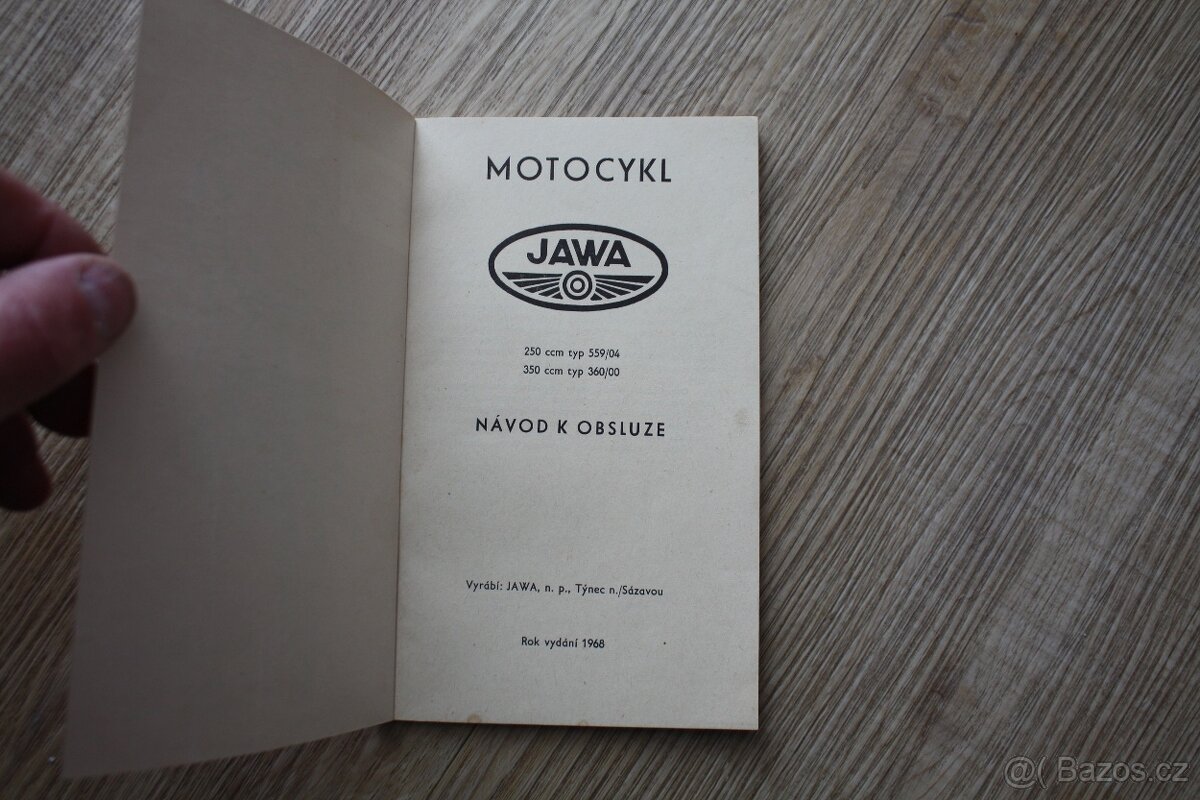 MOTOCYKL
JAWA
250 ccm typ 559/04
350 ccm typ 360/00
NÁVOD K OBSLUZE
Vyrábí: JAWA, n. p., Týnec n./Sázavou
Rok vydání 1968
@( Bazos.cz